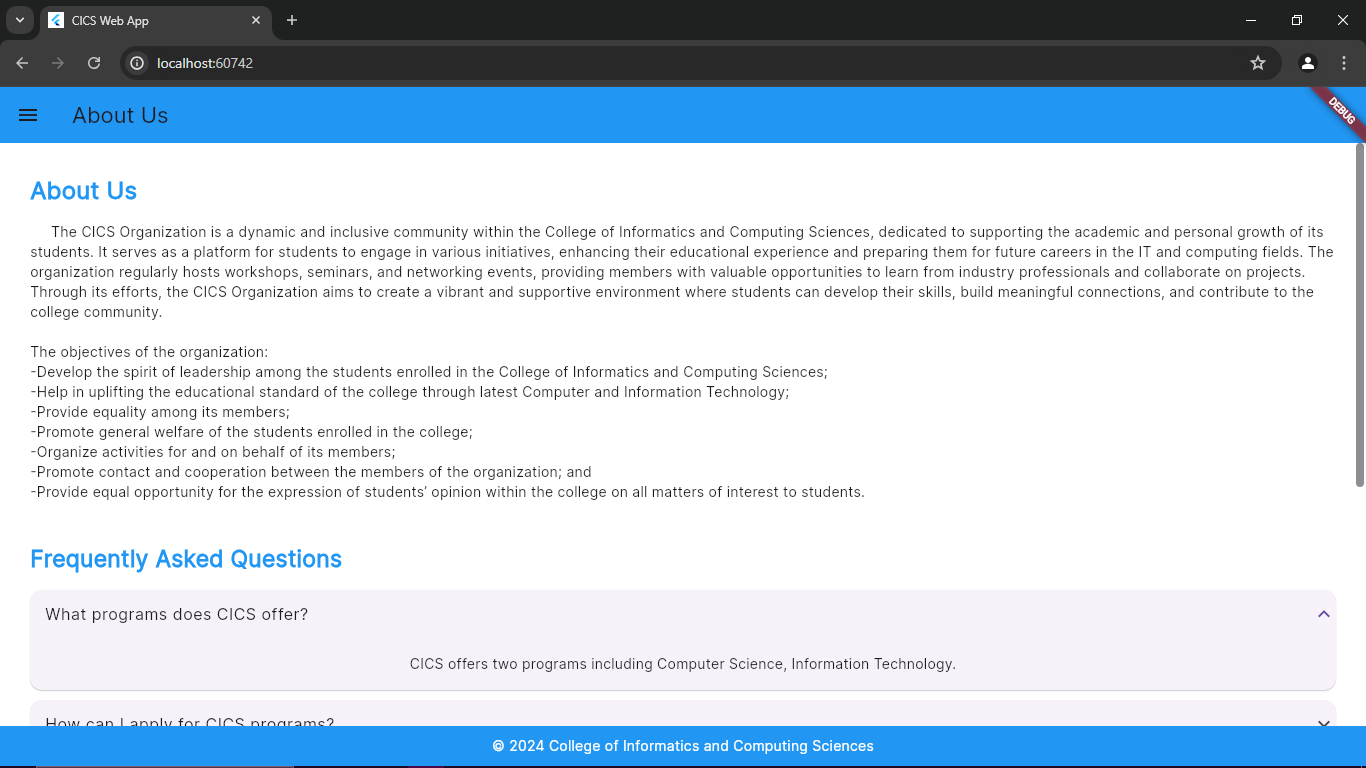 CICS Web App
localhost:60742
About Us
DEBUG
About Us
The CICS Organization is a dynamic and inclusive community within the College of Informatics and Computing Sciences, dedicated to supporting the academic and personal growth of its
students. It serves as a platform for students to engage in various initiatives, enhancing their educational experience and preparing them for future careers in the IT and computing fields. The
organization regularly hosts workshops, seminars, and networking events, providing members with valuable opportunities to learn from industry professionals and collaborate on projects.
Through its efforts, the CICS Organization aims to create a vibrant and supportive environment where students can develop their skills, build meaningful connections, and contribute to the
college community.
The objectives of the organization:
-Develop the spirit of leadership among the students enrolled in the College of Informatics and Computing Sciences;
-Help in uplifting the educational standard of the college through latest Computer and Information Technology;
-Provide equality among its members;
-Promote general welfare of the students enrolled in the college;
-Organize activities for and on behalf of its members;
-Promote contact and cooperation between the members of the organization; and
-Provide equal opportunity for the expression of students’ opinion within the college on all matters of interest to students.
Frequently Asked Questions
What programs does CICS offer?
CICS offers two programs including Computer Science, Information Technology.
How can I apply for CICS programs?
© 2024 College of Informatics and Computing Sciences